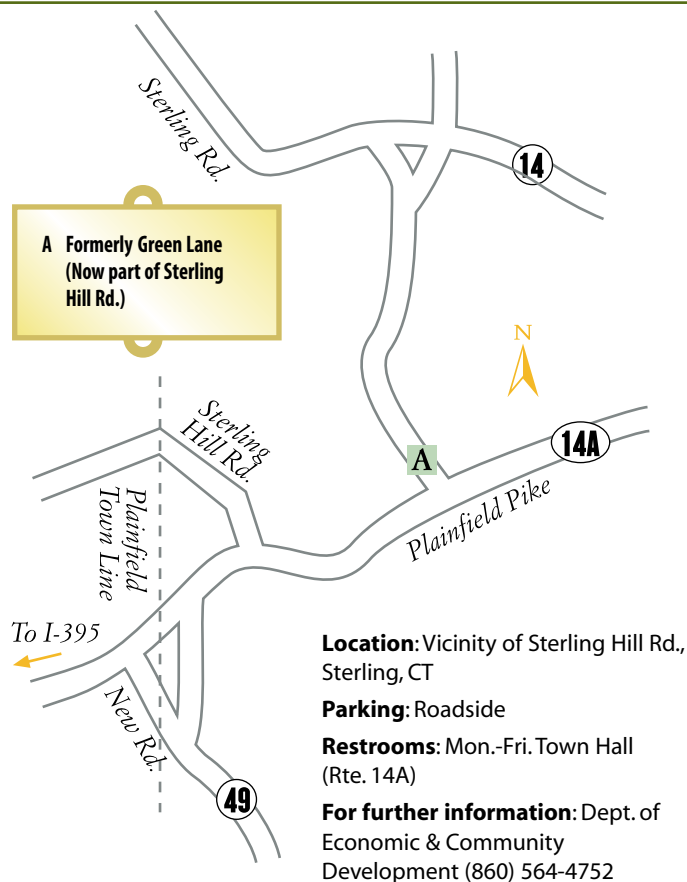 Sterling Rd.
14
A Formerly Green Lane
(Now part of Sterling
Hill Rd.)
N
Sterling
Hill Rd.
14A
A
Plainfield Pike
Plainfield
Town Line
To I-395
New Rd.
49
Location: Vicinity of Sterling Hill Rd.,
Sterling, CT
Parking: Roadside
Restrooms: Mon.-Fri. Town Hall
(Rte. 14A)
For further information: Dept. of
Economic & Community
Development (860) 564-4752